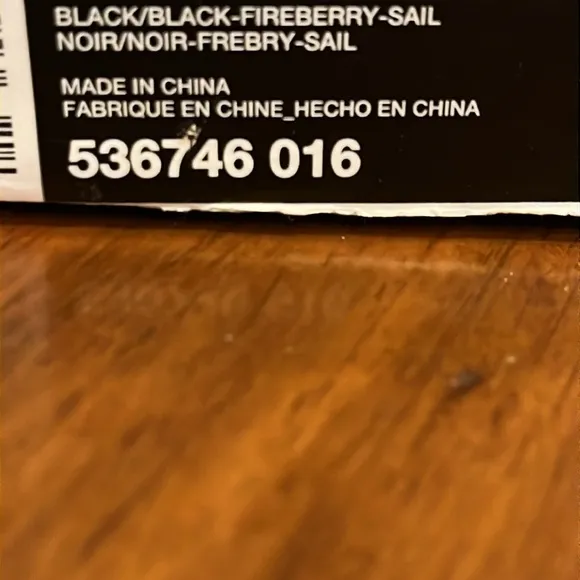 BLACK/BLACK-FIREBERRY-SAIL
NOIR/NOIR-FREBRY-SAIL
MADE IN CHINA
FABRIQUE EN CHINE_HECHO EN CHINA
536746 016